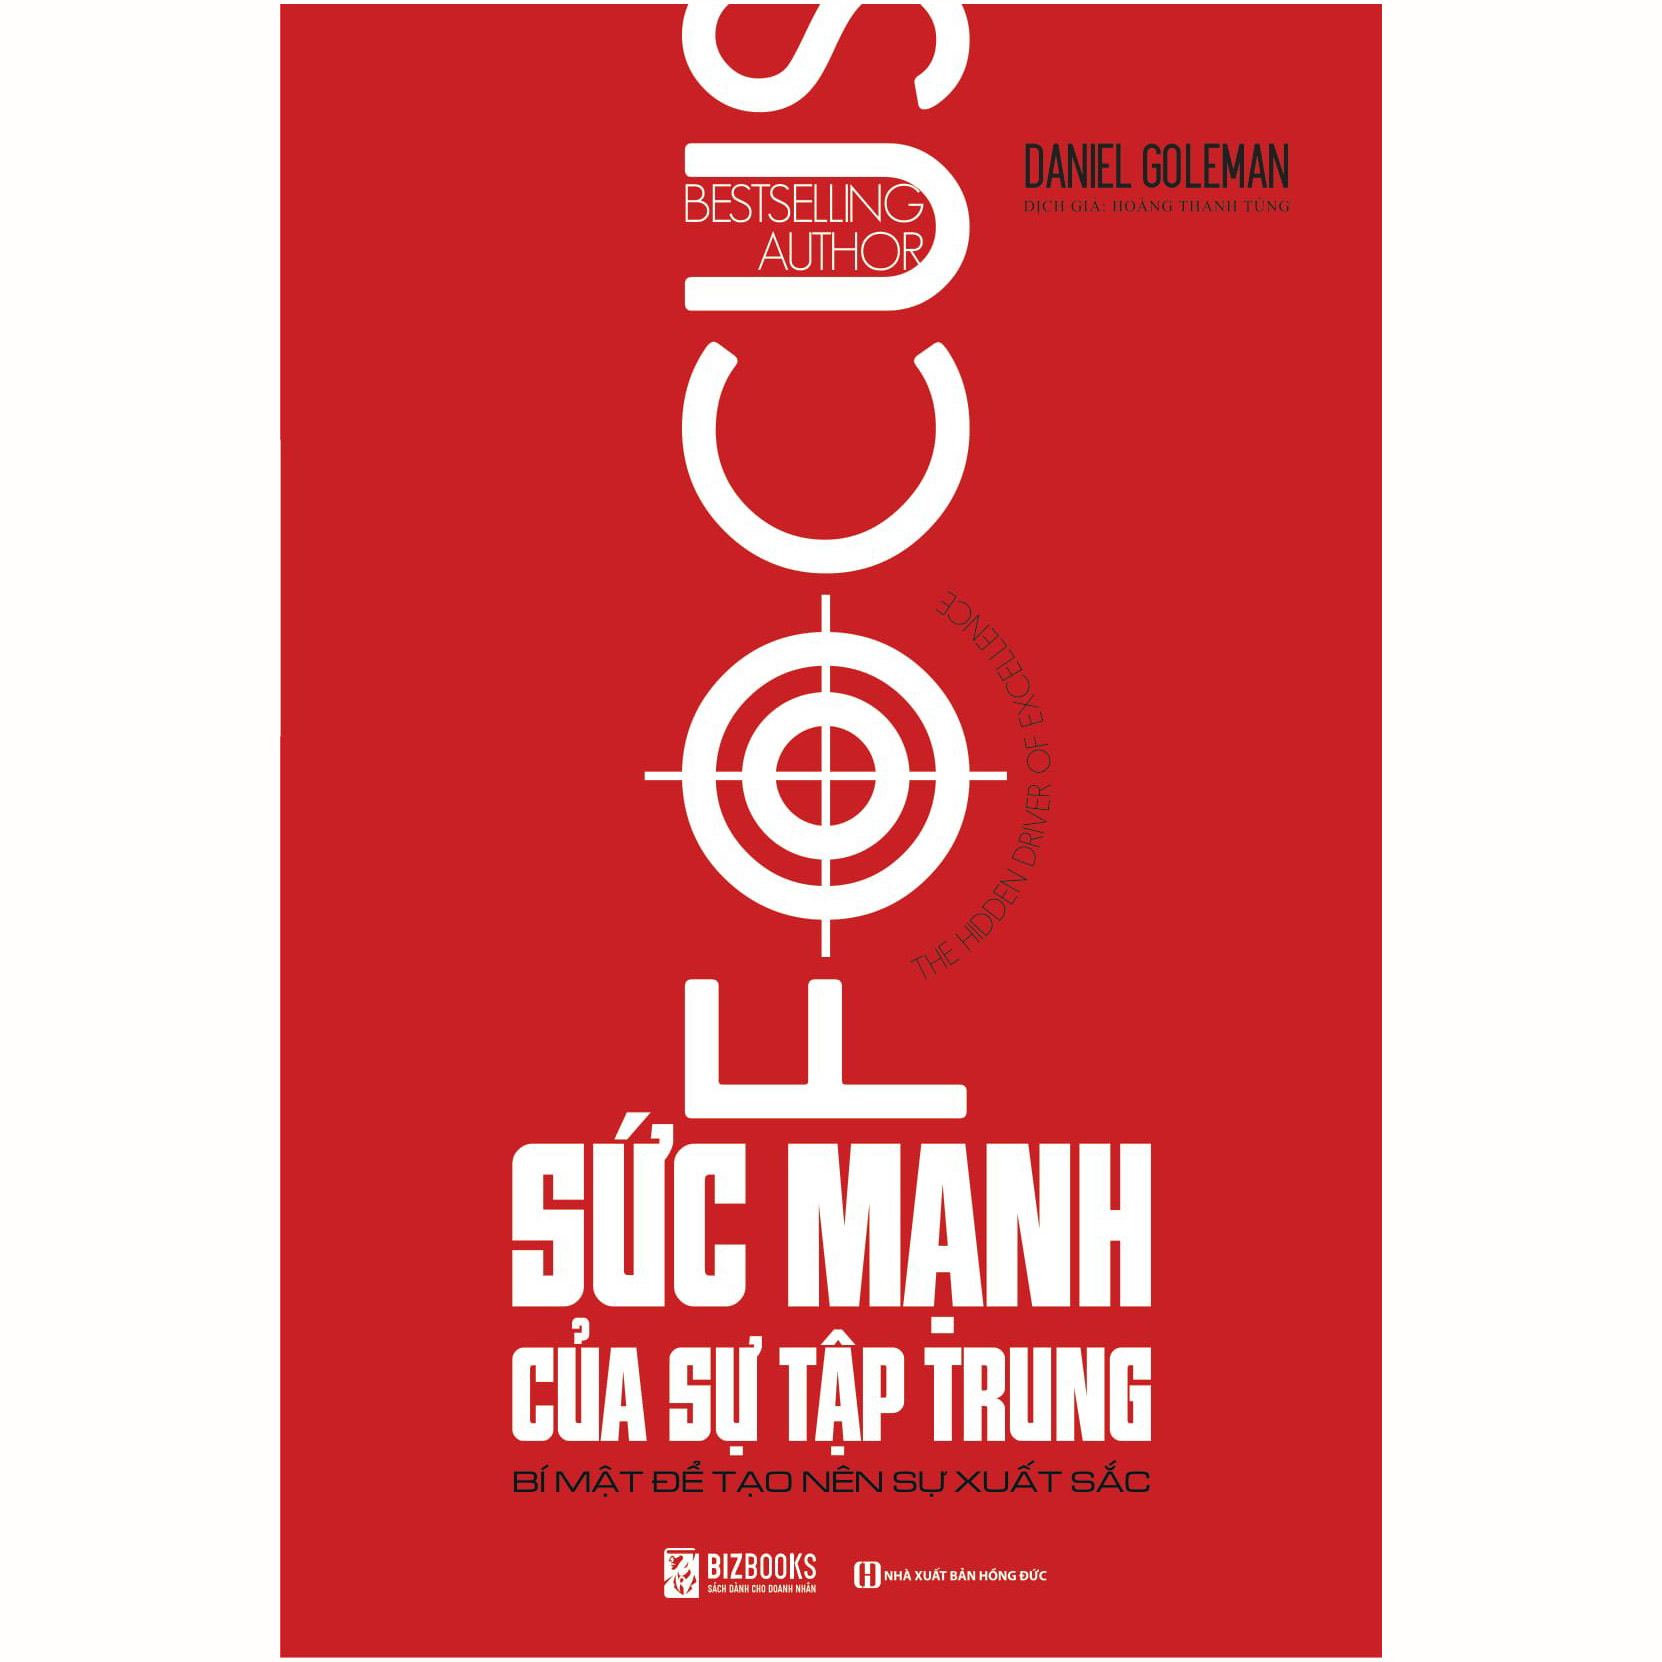 FOCUS
BESTSELLING
AUTHOR
DANIEL GOLEMAN
DỊCH GIẢ: HOÀNG THANH TÙNG
THE HIDDEN DRIVER OF EXCELLENCE
SỨC MẠNH
CỦA SỰ TẬP TRUNG
BÍ MẬT ĐỂ TẠO NÊN SỰ XUẤT SẮC
BIZBOOKS
SÁCH DÀNH CHO DOANH NHÂN
NHÀ XUẤT BẢN HỒNG ĐỨC